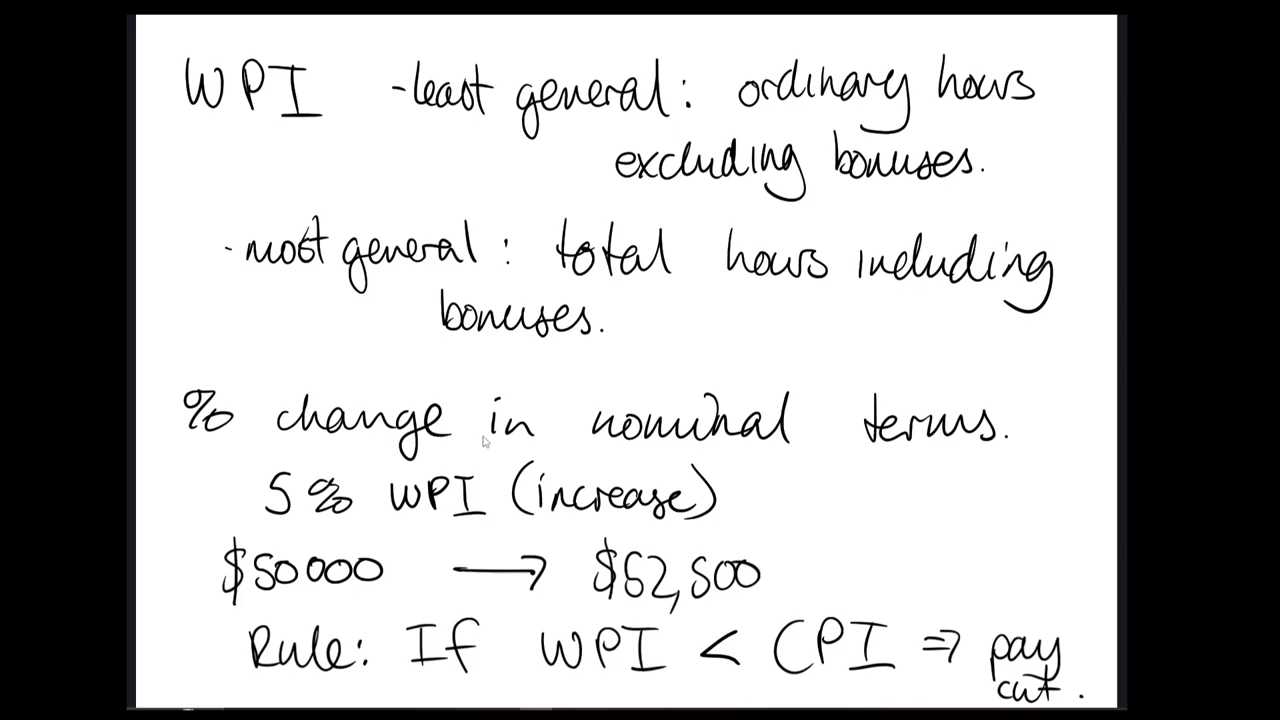 WPI -least general: ordinary hours
excluding bonuses.
- most general: total hours including
bonuses.
% change in nominal terms.
5% WPI (increase)
$50000 → $52,500
Rule: If WPI < CPI ⇒ pay
cut.